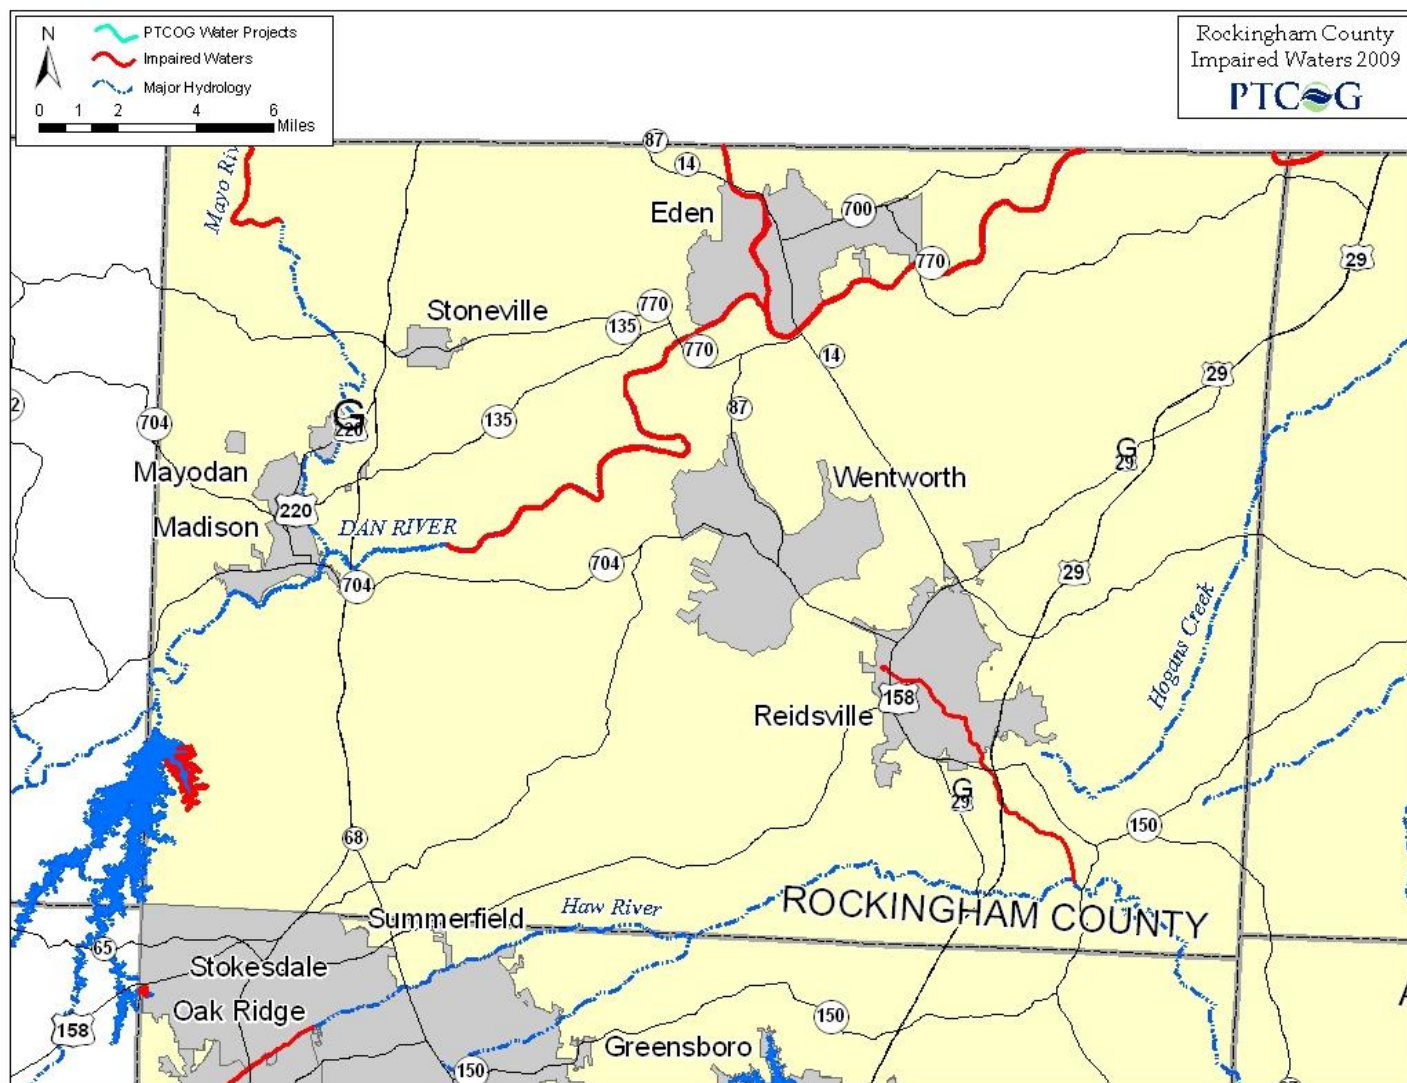 N
PTCOG Water Projects
Impaired Waters
Major Hydrology
0 1 2 4 6
Miles
Rockingham County
Impaired Waters 2009
PTCOG
87
14
Eden
700
29
770
Stoneville
770
135
770
14
29
87
704
135
G
220
G
29
Mayodan
Wentworth
220
Madison
DAN RIVER
704
704
29
Hogans Creek
158
Reidsville
G
29
150
68
ROCKINGHAM COUNTY
Haw River
Summerfield
65
Stokesdale
Oak Ridge
158
150
Greensboro
150